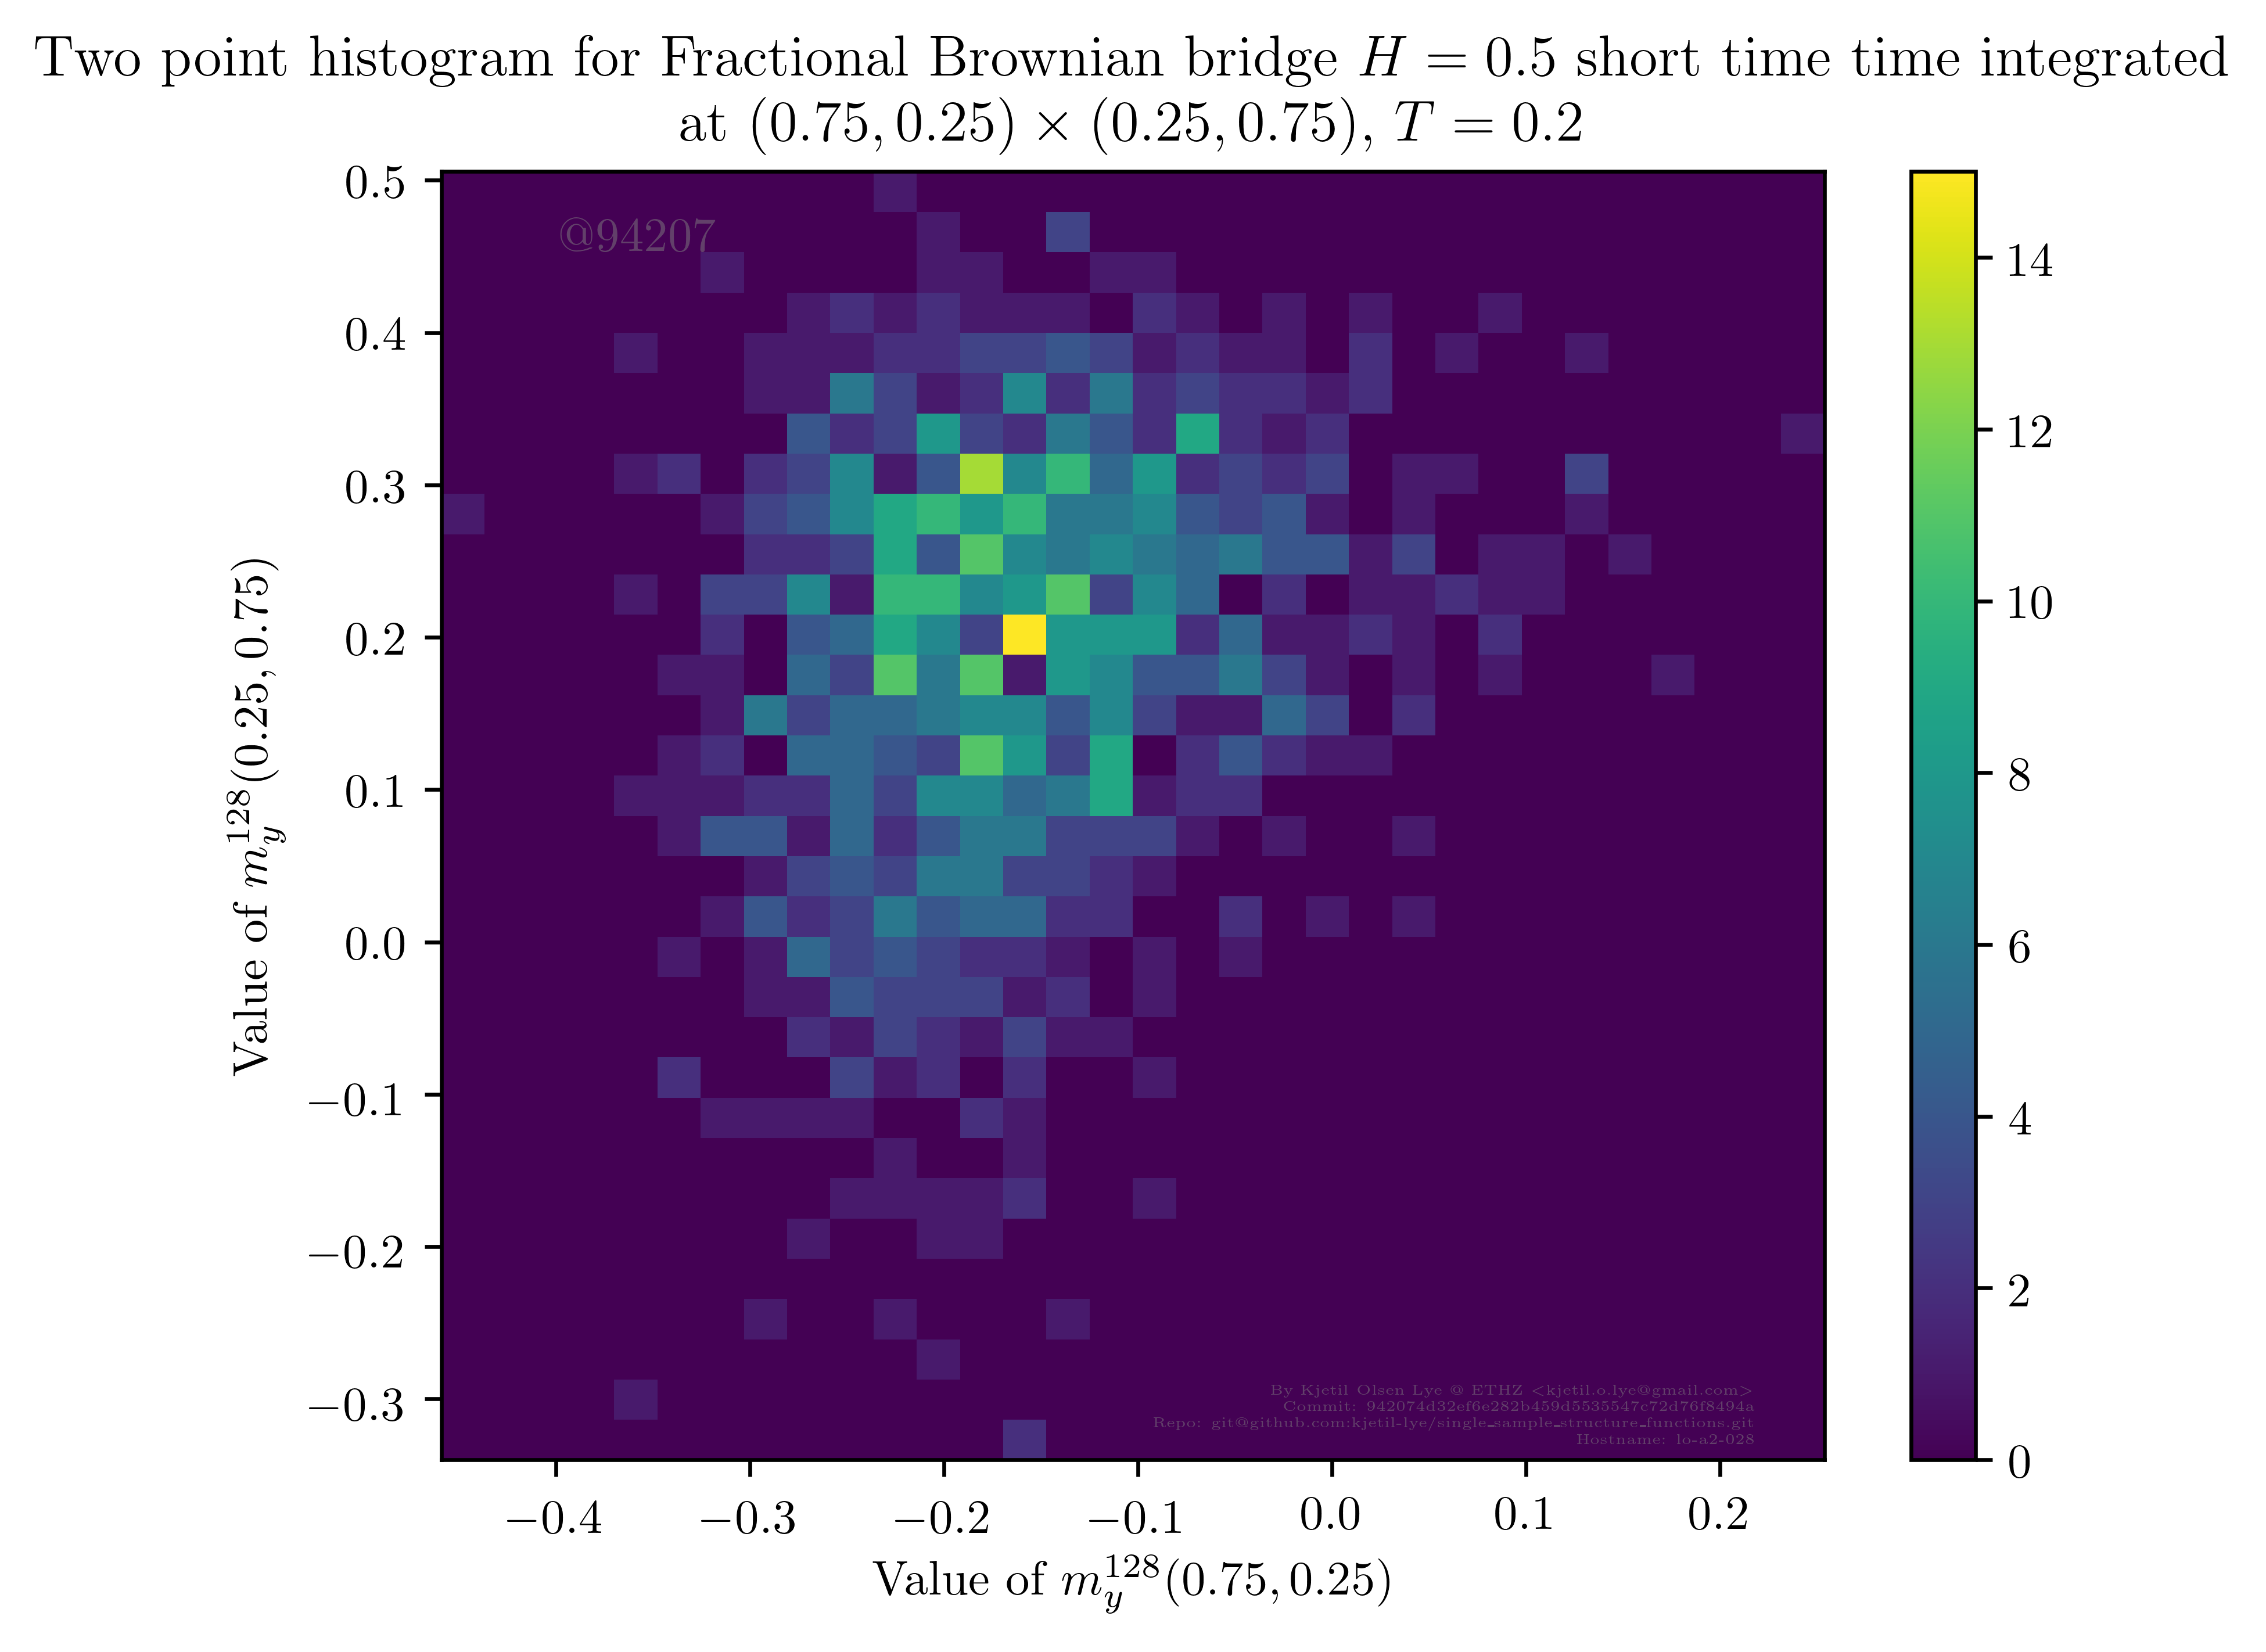 Two point histogram for Fractional Brownian bridge H = 0.5 short time time integrated
at (0.75, 0.25) × (0.25, 0.75), T = 0.2
@94207
0.5
0.4
0.3
0.2
0.1
0.0
−0.1
−0.2
−0.3
Value of m_y^{128}(0.25, 0.75)
14
12
10
8
6
4
2
0
By Kjetil Olsen Lye @ ETHZ <kjetil.o.lye@gmail.com>
Commit: 942074d32ef6e282b459d5535547c72d76f8494a
Repo: git@github.com:kjetil-lye/single_sample_structure_functions.git
Hostname: lo-a2-028
−0.4 −0.3 −0.2 −0.1 0.0 0.1 0.2
Value of m_y^{128}(0.75, 0.25)